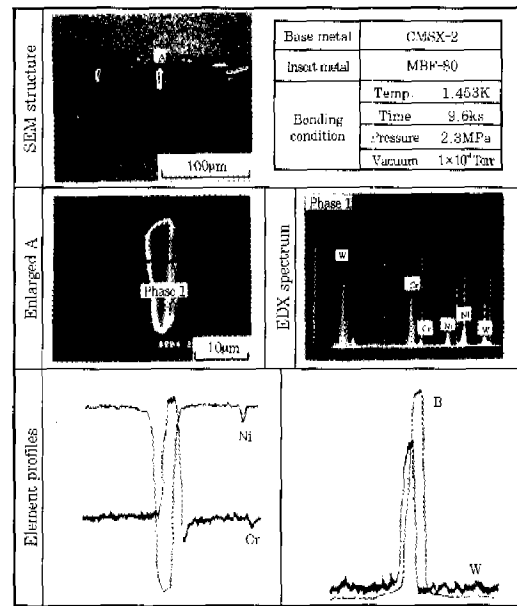 SEM structure
A
100μm
Base metal CMSX-2
Insert metal MBF-80
Bonding condition
Temp. 1.453K
Time 9.6ks
Pressure 2.3MPa
Vacuum Torr
Enlarged A
Phase 1
10μm
EDX spectrum
Phase 1
W
Cr
Cr
Ni
Ni
W
Element profiles
Ni
Cr
B
W